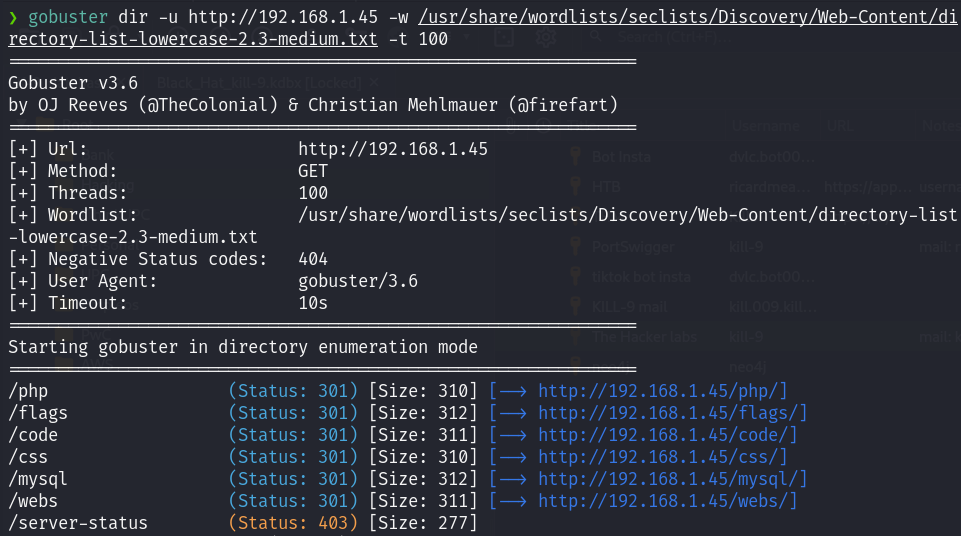 ❯ gobuster dir -u http://192.168.1.45 -w /usr/share/wordlists/seclists/Discovery/Web-Content/di
rectory-list-lowercase-2.3-medium.txt -t 100
===============================================================
Gobuster v3.6
by OJ Reeves (@TheColonial) & Christian Mehlmauer (@firefart)
===============================================================
[+] Url: http://192.168.1.45
[+] Method: GET
[+] Threads: 100
[+] Wordlist: /usr/share/wordlists/seclists/Discovery/Web-Content/directory-list
-lowercase-2.3-medium.txt
[+] Negative Status codes: 404
[+] User Agent: gobuster/3.6
[+] Timeout: 10s
===============================================================
Starting gobuster in directory enumeration mode
===============================================================
/php (Status: 301) [Size: 310] [--> http://192.168.1.45/php/]
/flags (Status: 301) [Size: 312] [--> http://192.168.1.45/flags/]
/code (Status: 301) [Size: 311] [--> http://192.168.1.45/code/]
/css (Status: 301) [Size: 310] [--> http://192.168.1.45/css/]
/mysql (Status: 301) [Size: 312] [--> http://192.168.1.45/mysql/]
/webs (Status: 301) [Size: 311] [--> http://192.168.1.45/webs/]
/server-status (Status: 403) [Size: 277]